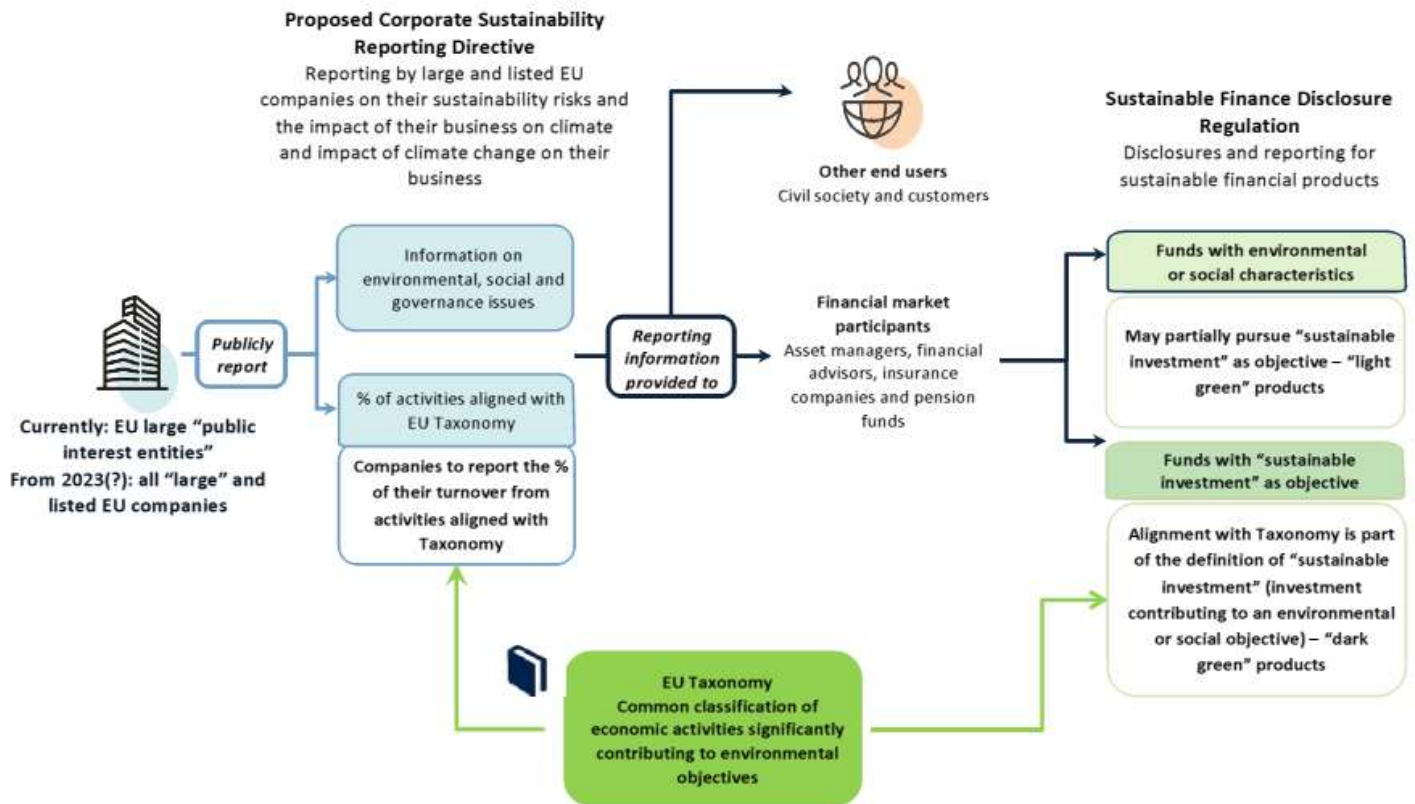 Proposed Corporate Sustainability
Reporting Directive
Reporting by large and listed EU
companies on their sustainability risks and
the impact of their business on climate
and impact of climate change on their
business
Other end users
Civil society and customers
Sustainable Finance Disclosure
Regulation
Disclosures and reporting for
sustainable financial products
Currently: EU large “public
interest entities”
From 2023(?): all “large” and
listed EU companies
Publicly
report
Information on
environmental, social and
governance issues
% of activities aligned with
EU Taxonomy
Companies to report the %
of their turnover from
activities aligned with
Taxonomy
Reporting
information
provided to
Financial market
participants
Asset managers, financial
advisors, insurance
companies and pension
funds
Funds with environmental
or social characteristics
May partially pursue “sustainable
investment” as objective – “light
green” products
Funds with “sustainable
investment” as objective
Alignment with Taxonomy is part
of the definition of “sustainable
investment” (investment
contributing to an environmental
or social objective) – “dark
green” products
EU Taxonomy
Common classification of
economic activities significantly
contributing to environmental
objectives